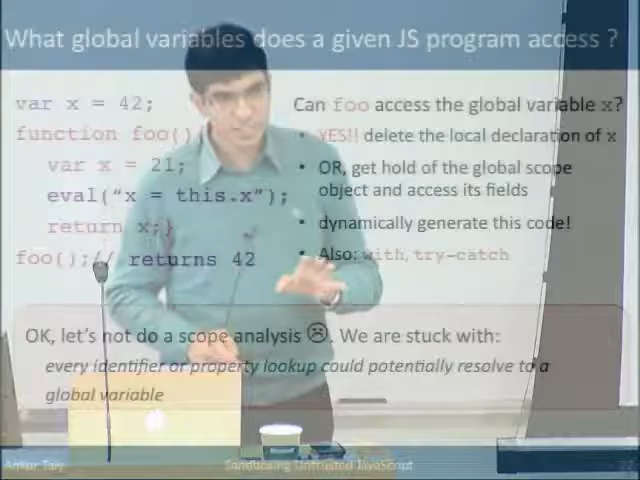 What global variables does a given JS program access ?
var x = 42;
function foo()
var x = 21;
eval("x = this.x");
return x;}
foo();// returns 42
Can foo access the global variable x?
• YES!! delete the local declaration of x
• OR, get hold of the global scope
object and access its fields
• dynamically generate this code!
• Also: with, try-catch
OK, let's not do a scope analysis ☹. We are stuck with:
every identifier or property lookup could potentially resolve to a
global variable
Ankur Taly
Sandboxing Untrusted JavaScript